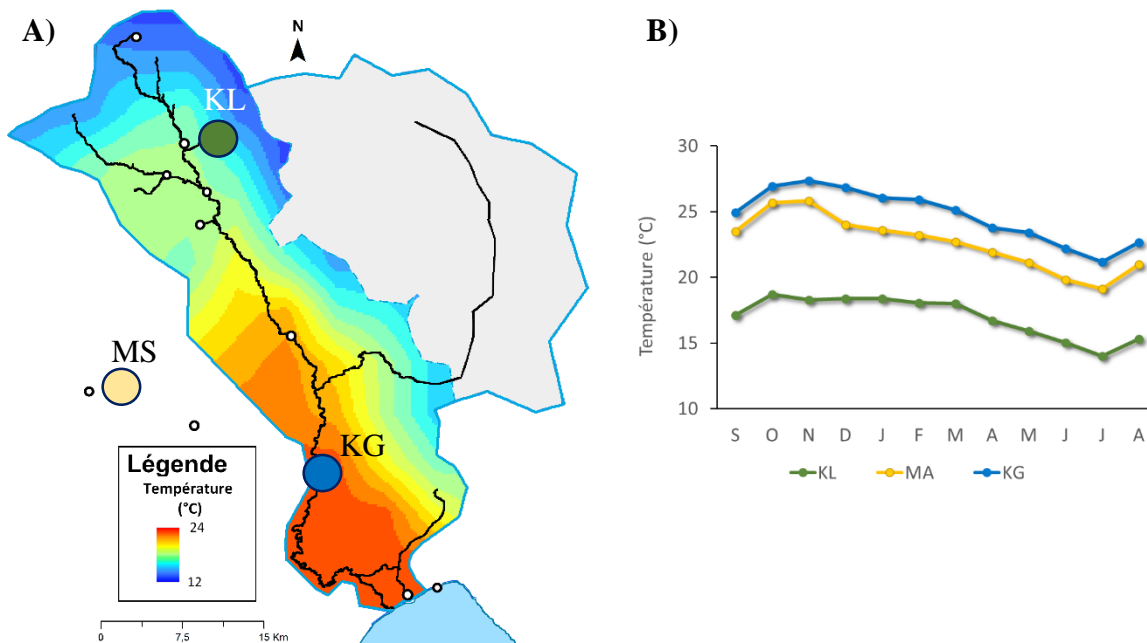 A)
N
KL
MS
KG
Légende
Température
(°C)
24
12
0 7,5 15 Km
B)
Température (°C)
30
25
20
15
10
S O N D J F M A M J J A
KL MA KG